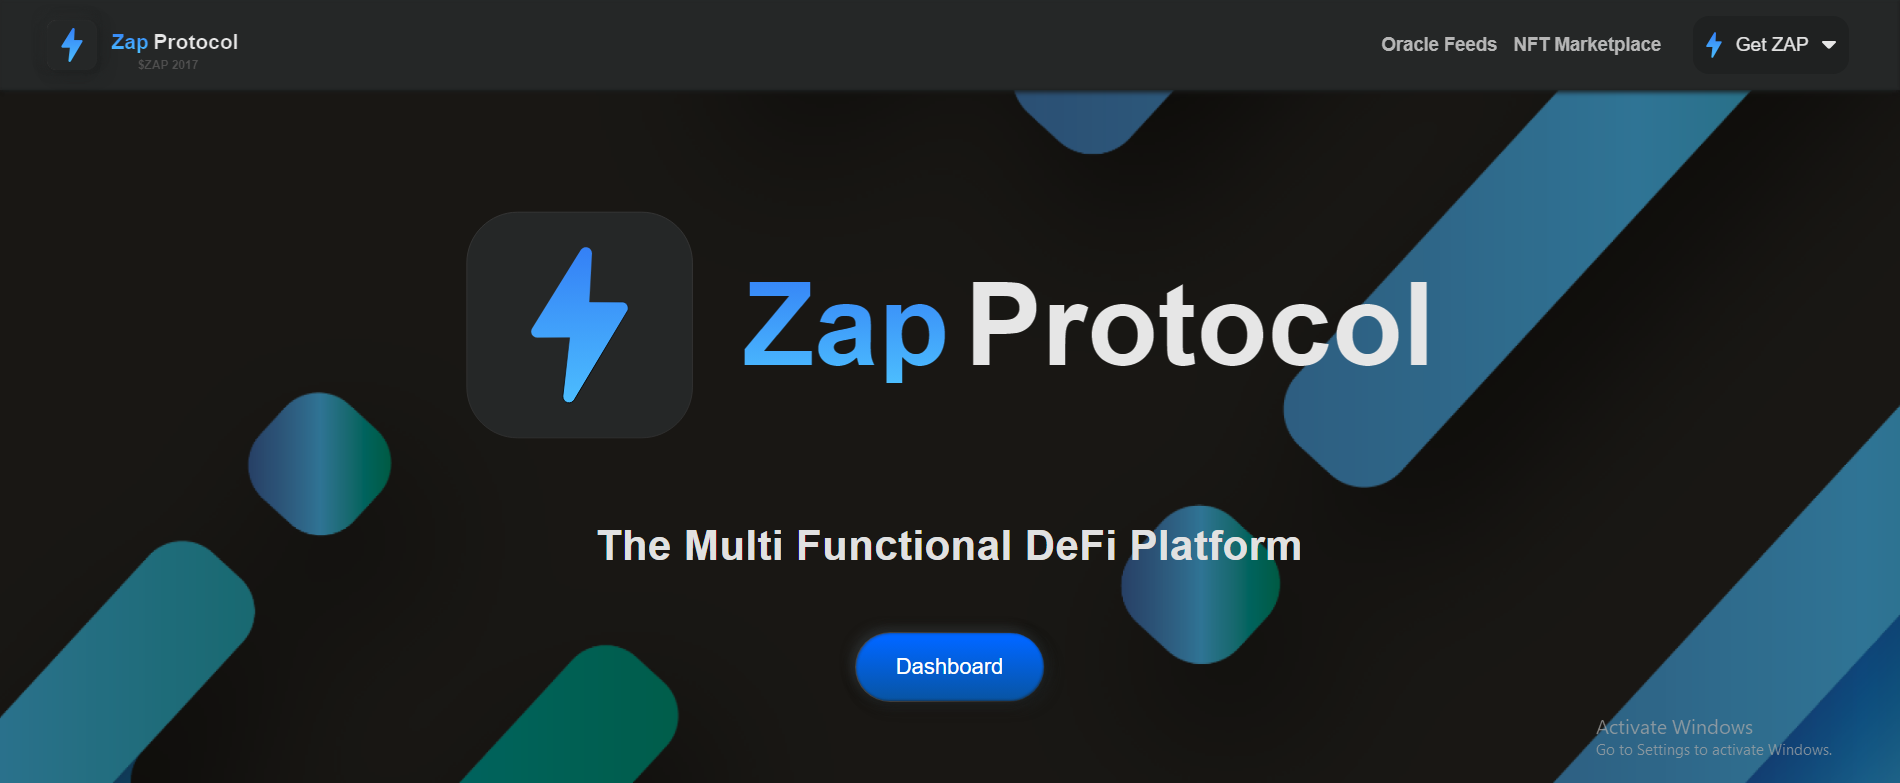 Zap Protocol
$ZAP 2017
Oracle Feeds NFT Marketplace Get ZAP
Zap Protocol
The Multi Functional DeFi Platform
Dashboard
Activate Windows
Go to Settings to activate Windows.